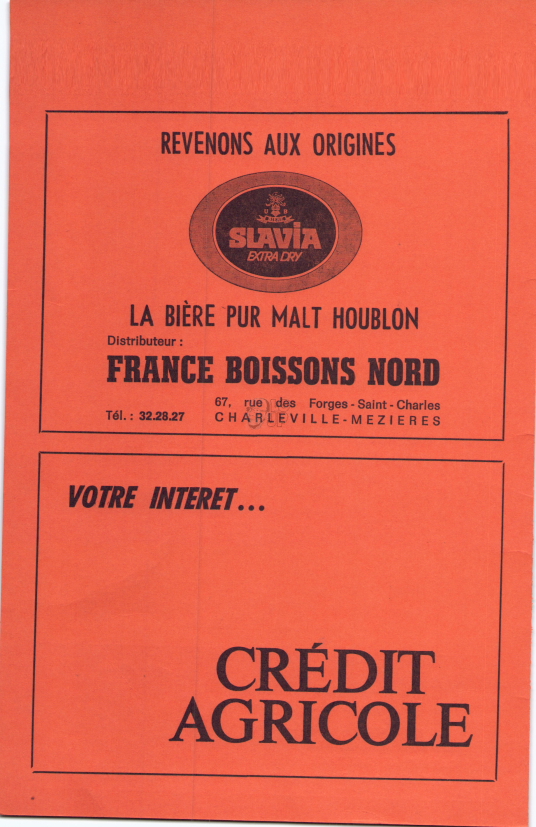 REVENONS AUX ORIGINES
SLAVIA
EXTRA DRY
LA BIÈRE PUR MALT HOUBLON
Distributeur :
FRANCE BOISSONS NORD
67, rue des Forges - Saint - Charles
Tél. : 32.28.27 CHARLEVILLE - MEZIERES
VOTRE INTERET...
CRÉDIT
AGRICOLE